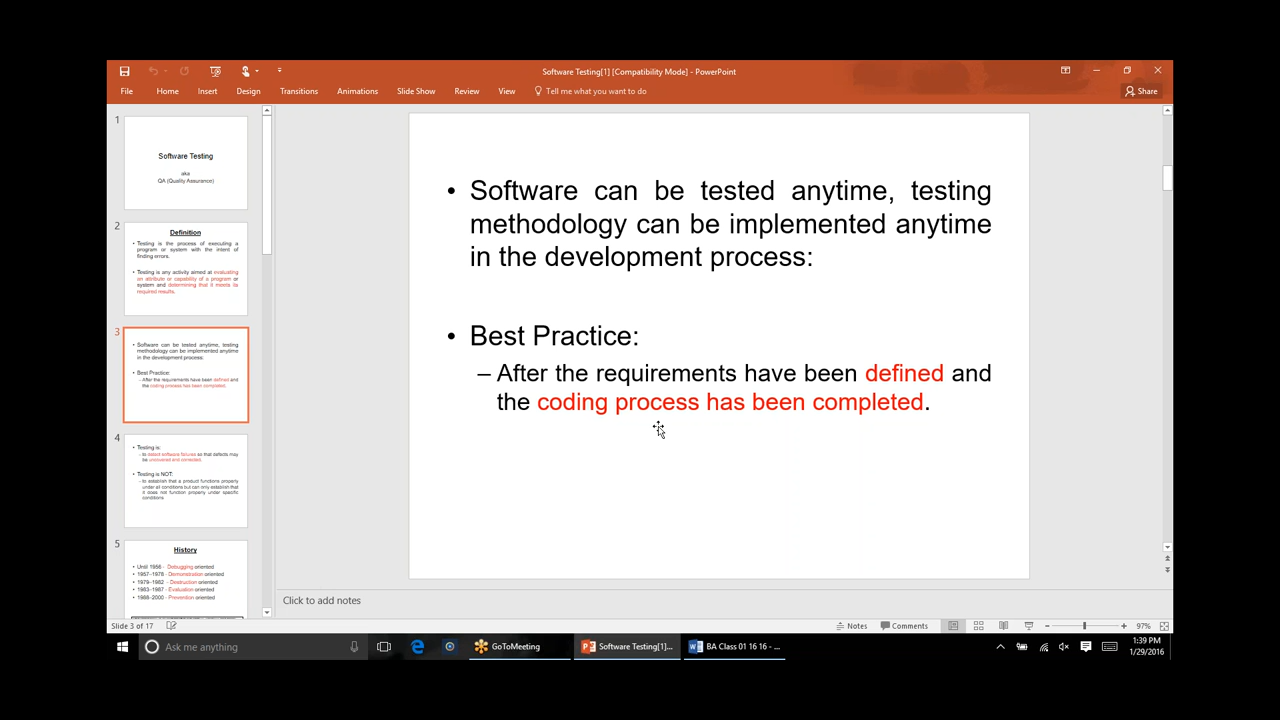 Software Testing[1] [Compatibility Mode] - PowerPoint
File Home Insert Design Transitions Animations Slide Show Review View Tell me what you want to do Share
1
Software Testing
aka
QA (Quality Assurance)
2
Definition
• Testing is the process of executing a
program or system with the intent of
finding errors.
• Testing is any activity aimed at evaluating
an attribute or capability of a program or
system and determining that it meets its
required results.
3
• Software can be tested anytime, testing
methodology can be implemented anytime
in the development process:
• Best Practice:
– After the requirements have been defined and
the coding process has been completed.
4
• Testing is:
– to detect software failures so that defects may
be uncovered and corrected.
• Testing is NOT:
– to establish that a product functions properly
under all conditions but can only establish that
it does not function properly under specific
conditions
5
History
• Until 1956 - Debugging oriented
• 1957–1978 - Demonstration oriented
• 1979–1982 - Destruction oriented
• 1983–1987 - Evaluation oriented
• 1988–2000 - Prevention oriented
• Software can be tested anytime, testing
methodology can be implemented anytime
in the development process:
• Best Practice:
– After the requirements have been defined and
the coding process has been completed.
Click to add notes
Slide 3 of 17 Notes Comments 97%
Ask me anything GoToMeeting Software Testing[1]... BA Class 01 16 16 - ... 1:39 PM
1/29/2016